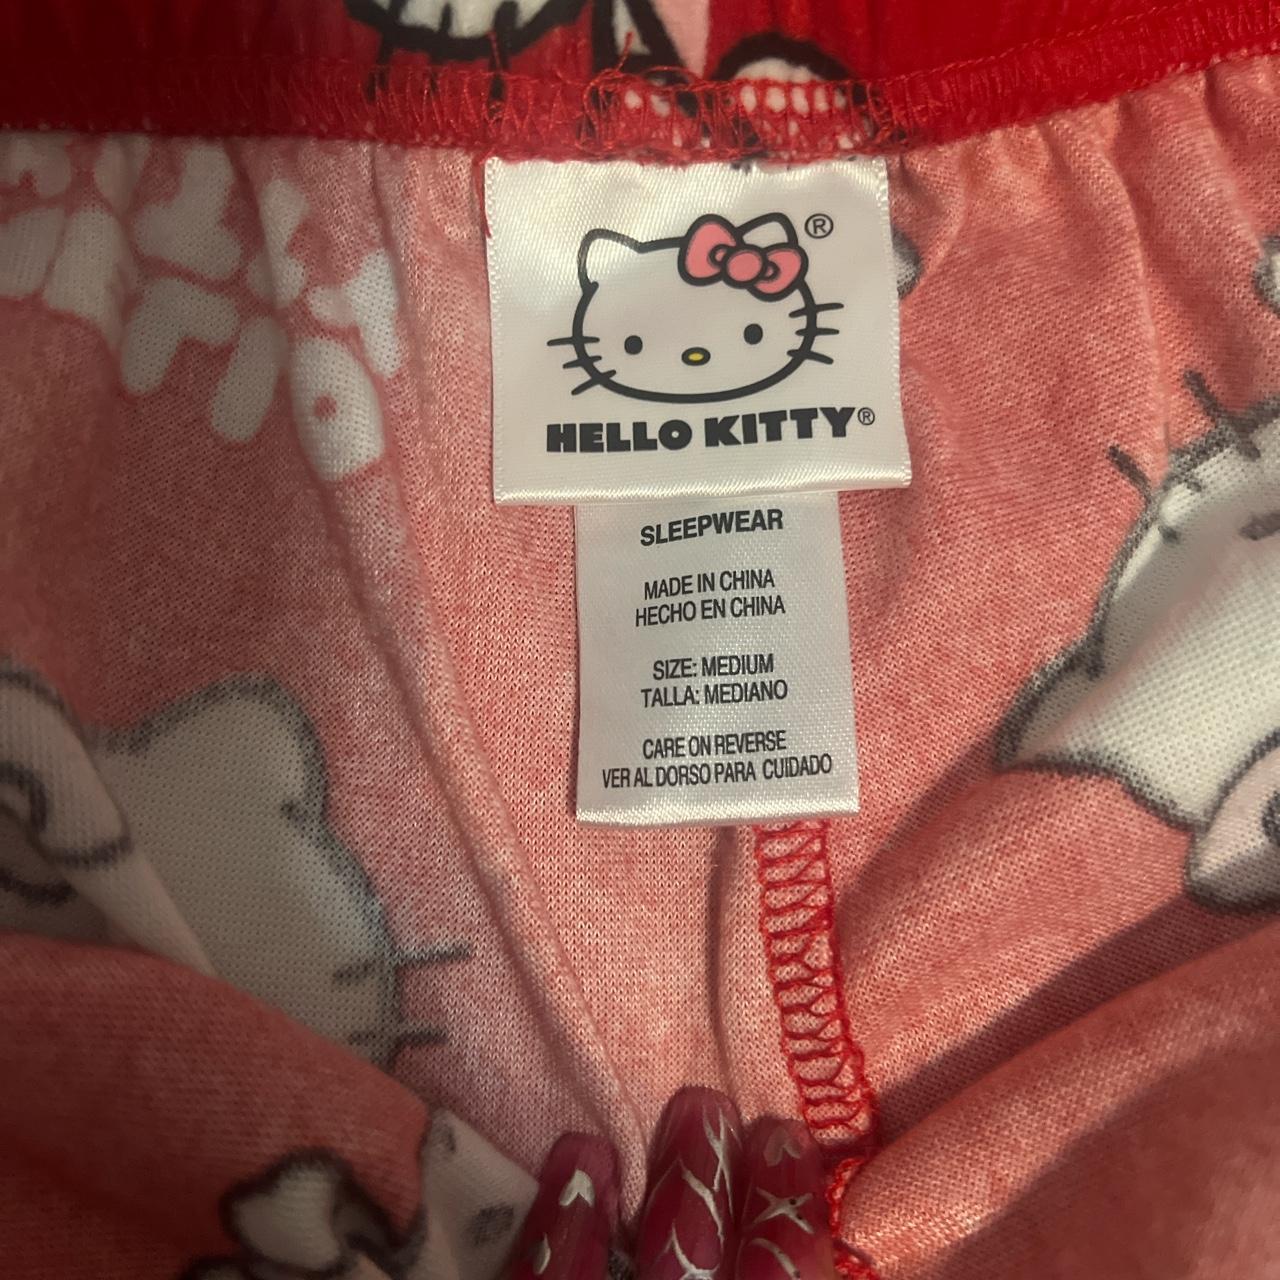 ®
HELLO KITTY®
SLEEPWEAR
MADE IN CHINA
HECHO EN CHINA
SIZE: MEDIUM
TALLA: MEDIANO
CARE ON REVERSE
VER AL DORSO PARA CUIDADO